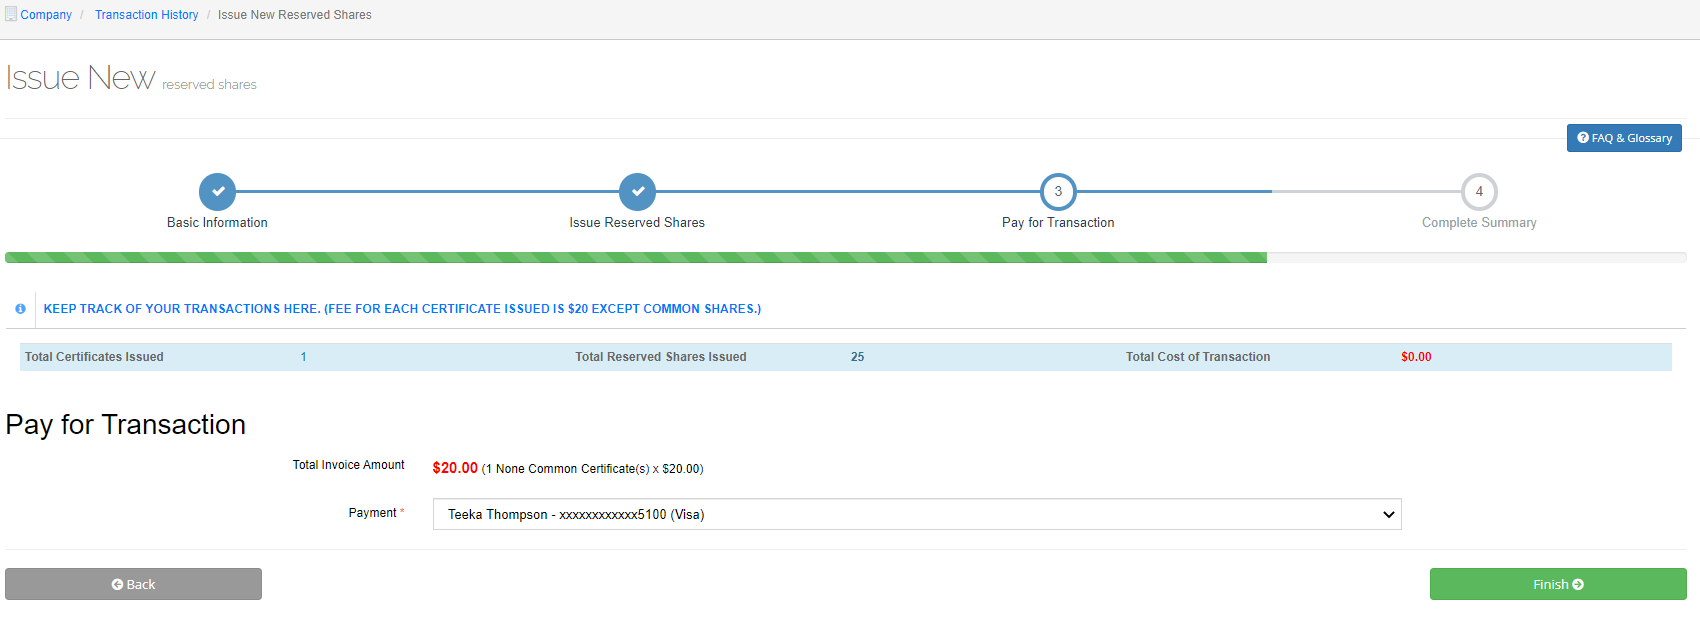 Company / Transaction History / Issue New Reserved Shares
Issue New reserved shares
FAQ & Glossary
3 4
Basic Information Issue Reserved Shares Pay for Transaction Complete Summary
KEEP TRACK OF YOUR TRANSACTIONS HERE. (FEE FOR EACH CERTIFICATE ISSUED IS $20 EXCEPT COMMON SHARES.)
Total Certificates Issued 1 Total Reserved Shares Issued 25 Total Cost of Transaction $0.00
Pay for Transaction
Total Invoice Amount $20.00 (1 None Common Certificate(s) x $20.00)
Payment * Teeka Thompson - xxxxxxxxxxxx5100 (Visa)
Back Finish